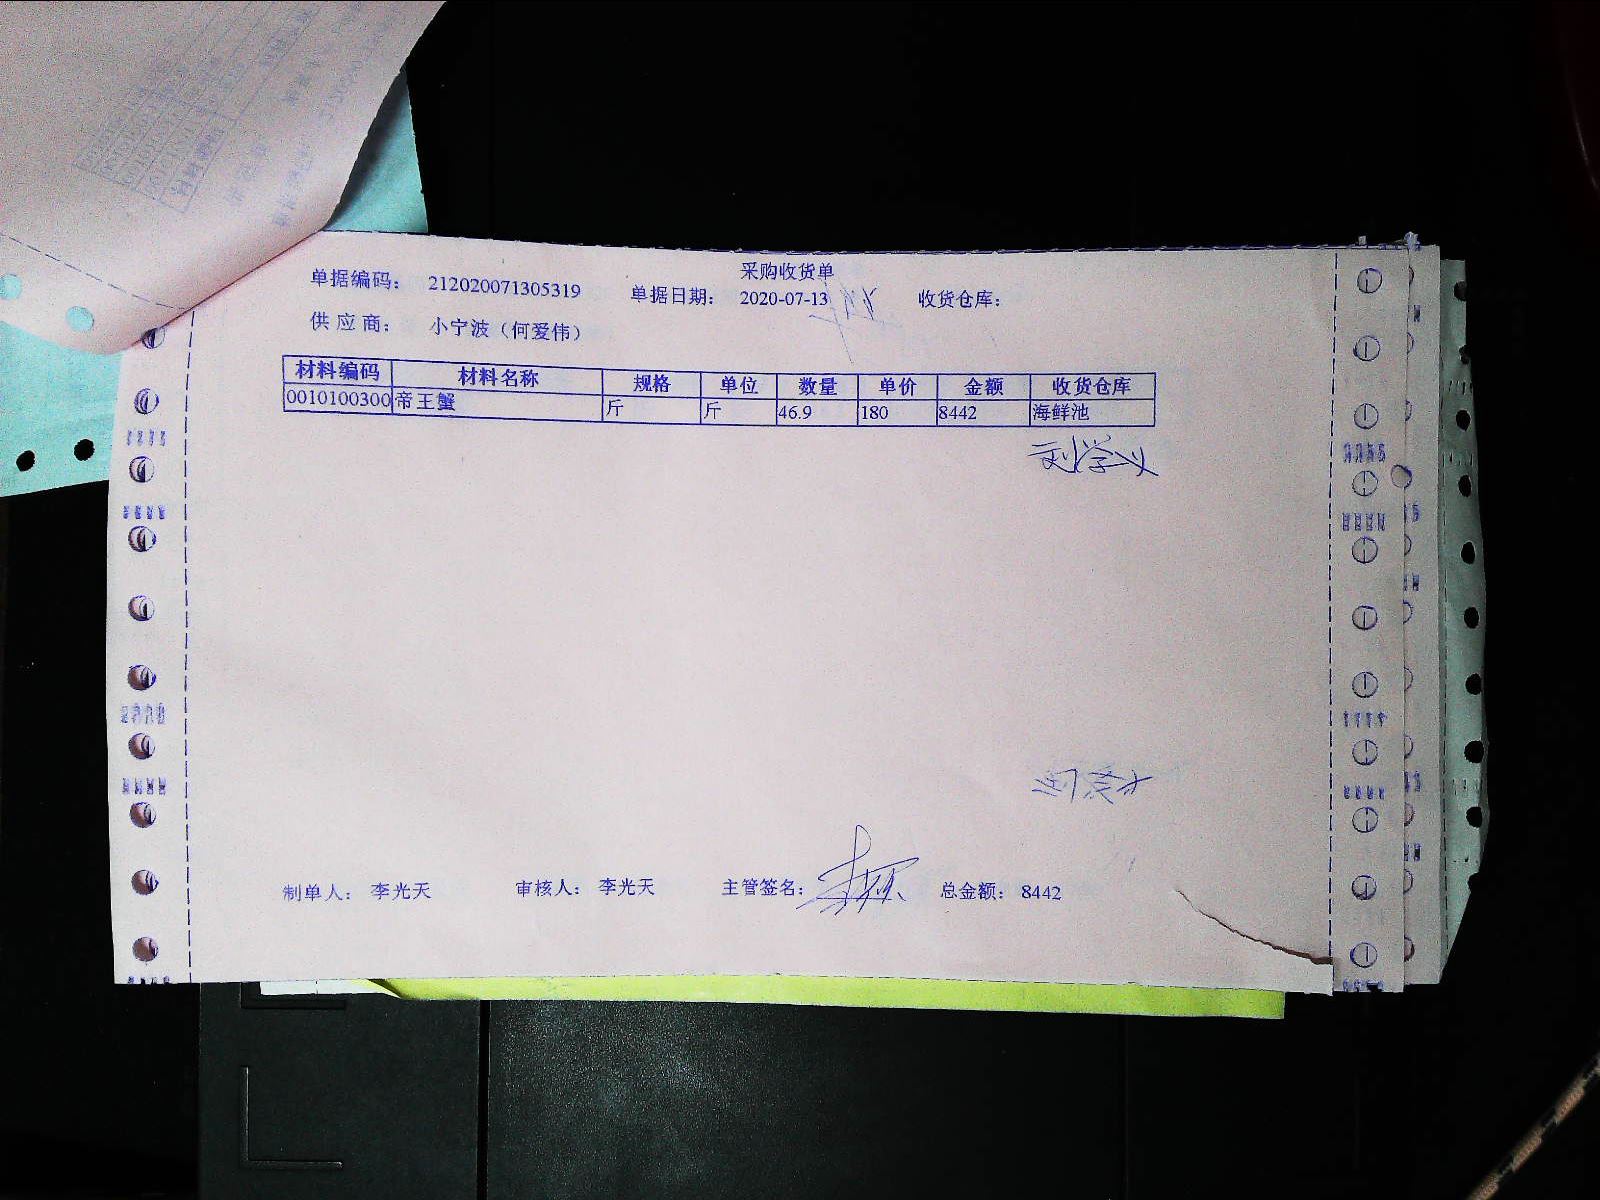 采购收货单
单据编码： 212020071305319 单据日期： 2020-07-13 收货仓库：
供 应 商： 小宁波（何爱伟）
材料编码 材料名称 规格 单位 数量 单价 金额 收货仓库
0010100300 帝王蟹 斤 斤 46.9 180 8442 海鲜池
刘学义
制单人： 李光天 审核人： 李光天 主管签名： 总金额： 8442